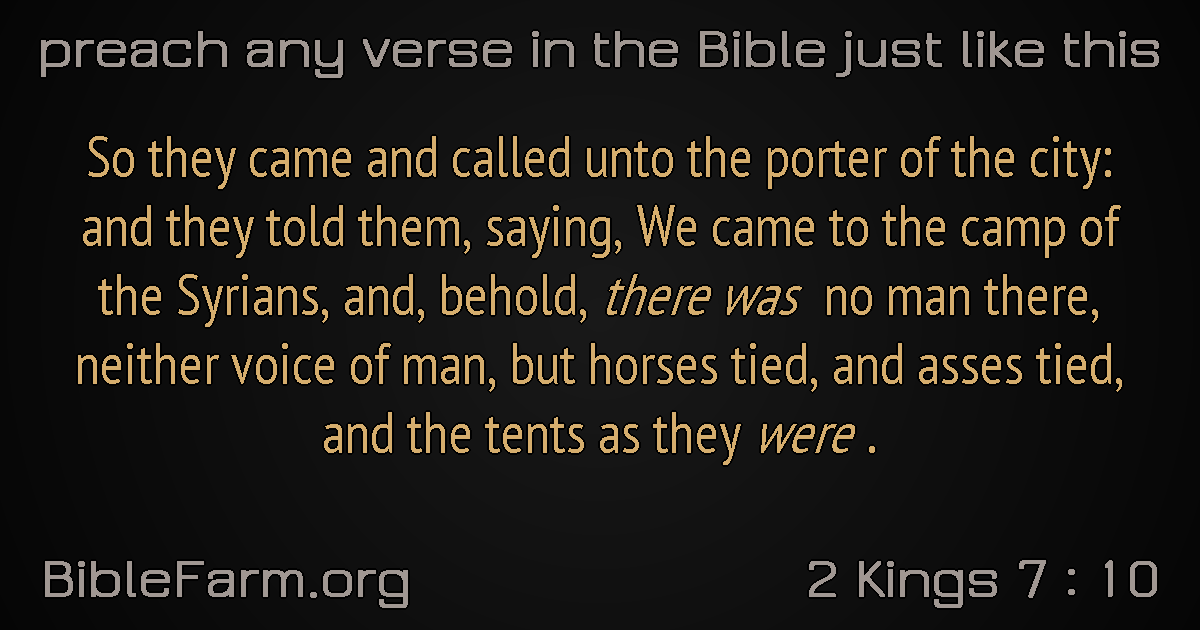 preach any verse in the Bible just like this
So they came and called unto the porter of the city:
and they told them, saying, We came to the camp of
the Syrians, and, behold, there was no man there,
neither voice of man, but horses tied, and asses tied,
and the tents as they were .
BibleFarm.org
2 Kings 7 : 10